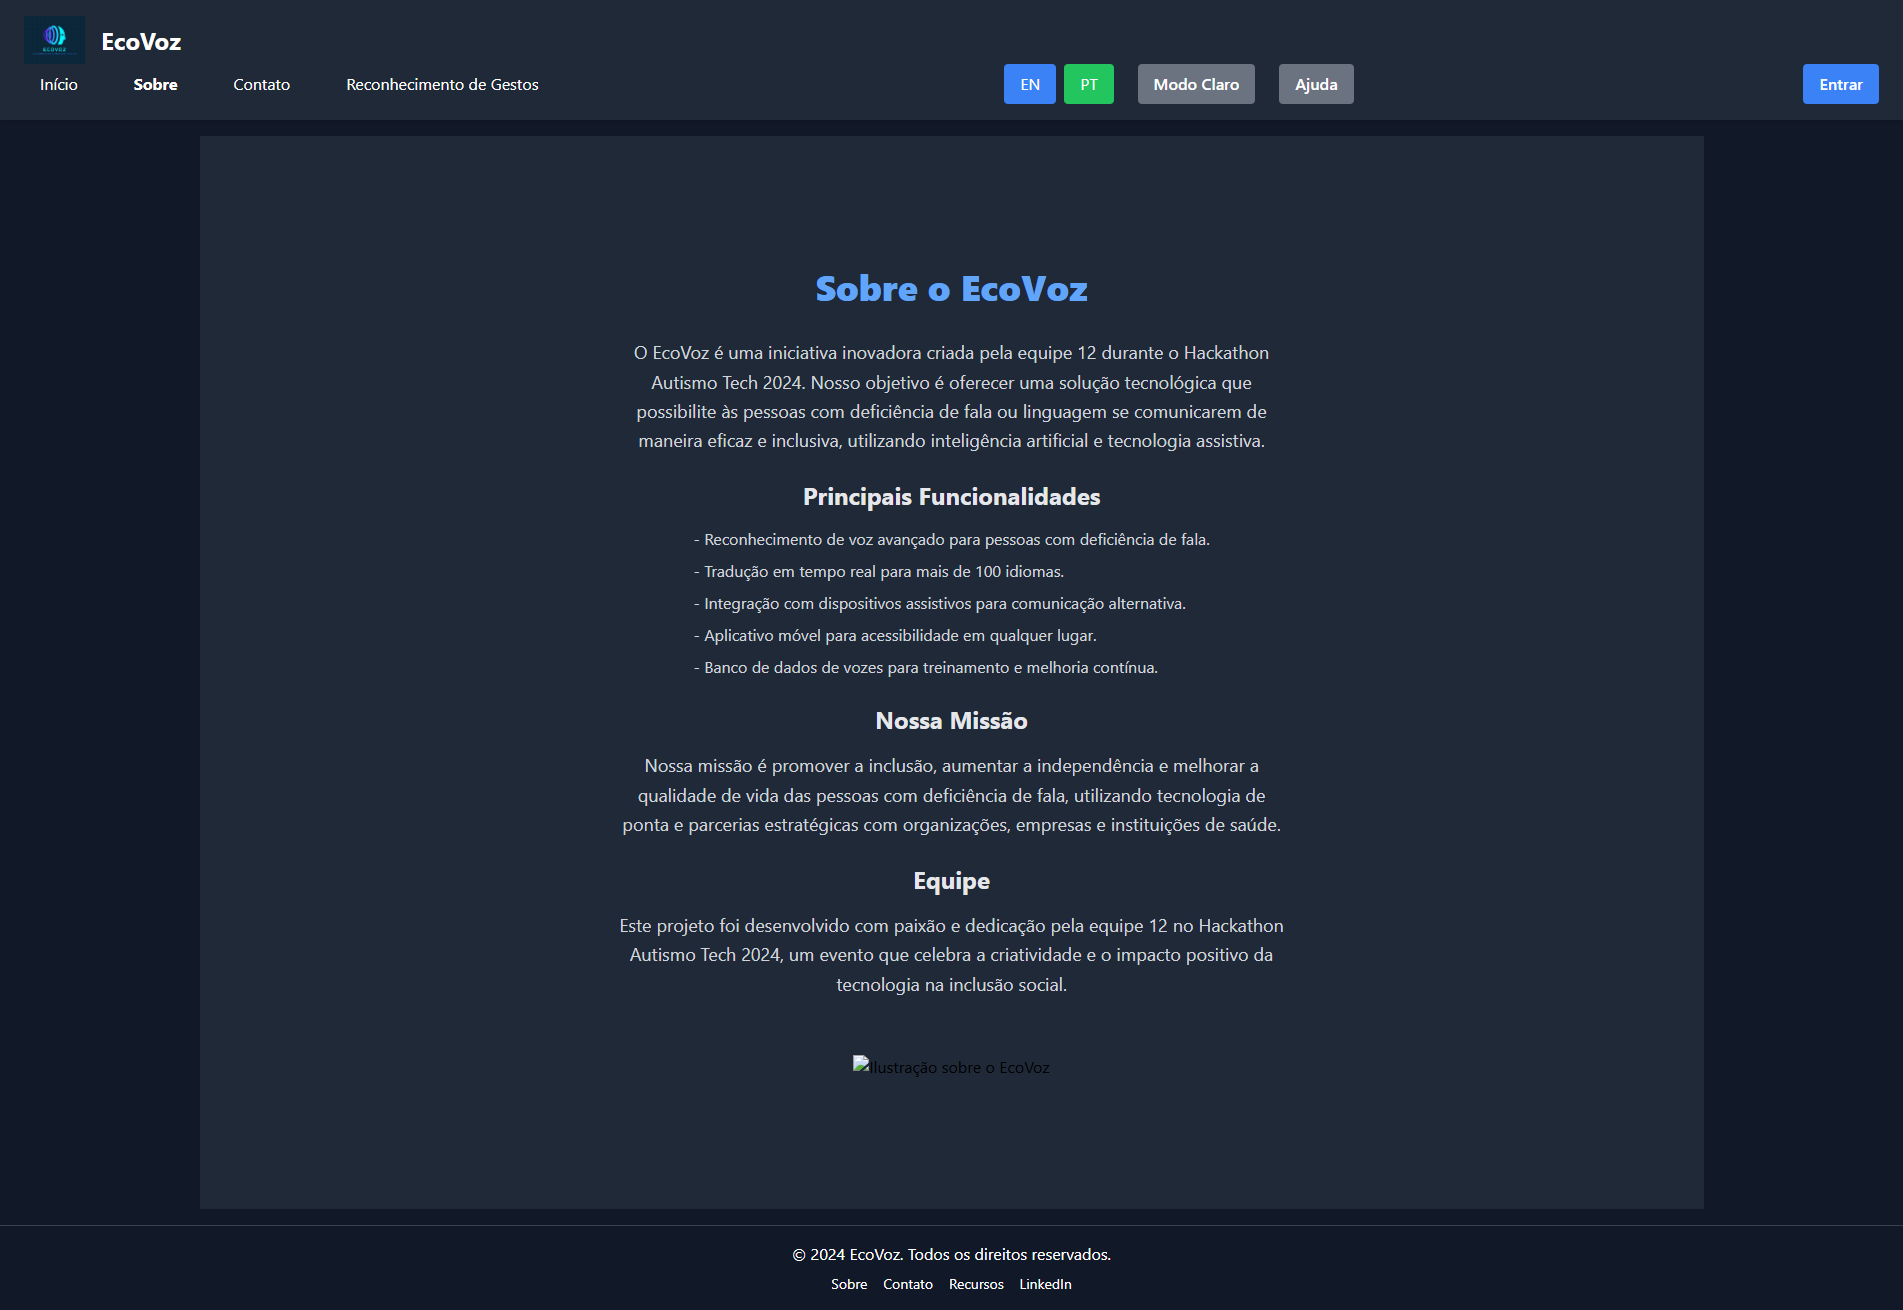 ECOVOZ
EcoVoz
Início
Sobre
Contato
Reconhecimento de Gestos
EN
PT
Modo Claro
Ajuda
Entrar
Sobre o EcoVoz
O EcoVoz é uma iniciativa inovadora criada pela equipe 12 durante o Hackathon
Autismo Tech 2024. Nosso objetivo é oferecer uma solução tecnológica que
possibilite às pessoas com deficiência de fala ou linguagem se comunicarem de
maneira eficaz e inclusiva, utilizando inteligência artificial e tecnologia assistiva.
Principais Funcionalidades
- Reconhecimento de voz avançado para pessoas com deficiência de fala.
- Tradução em tempo real para mais de 100 idiomas.
- Integração com dispositivos assistivos para comunicação alternativa.
- Aplicativo móvel para acessibilidade em qualquer lugar.
- Banco de dados de vozes para treinamento e melhoria contínua.
Nossa Missão
Nossa missão é promover a inclusão, aumentar a independência e melhorar a
qualidade de vida das pessoas com deficiência de fala, utilizando tecnologia de
ponta e parcerias estratégicas com organizações, empresas e instituições de saúde.
Equipe
Este projeto foi desenvolvido com paixão e dedicação pela equipe 12 no Hackathon
Autismo Tech 2024, um evento que celebra a criatividade e o impacto positivo da
tecnologia na inclusão social.
Ilustração sobre o EcoVoz
© 2024 EcoVoz. Todos os direitos reservados.
Sobre
Contato
Recursos
LinkedIn